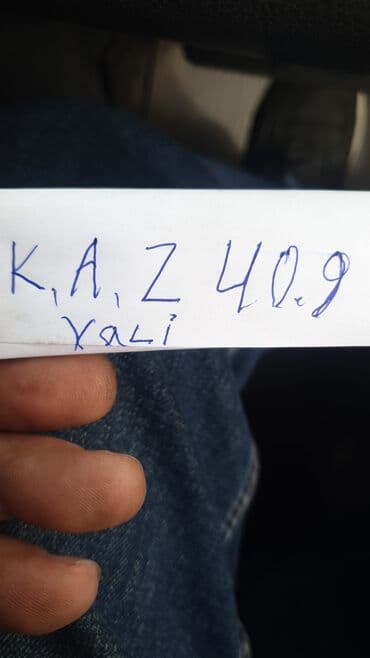 K, A, Z 40.9
Yali